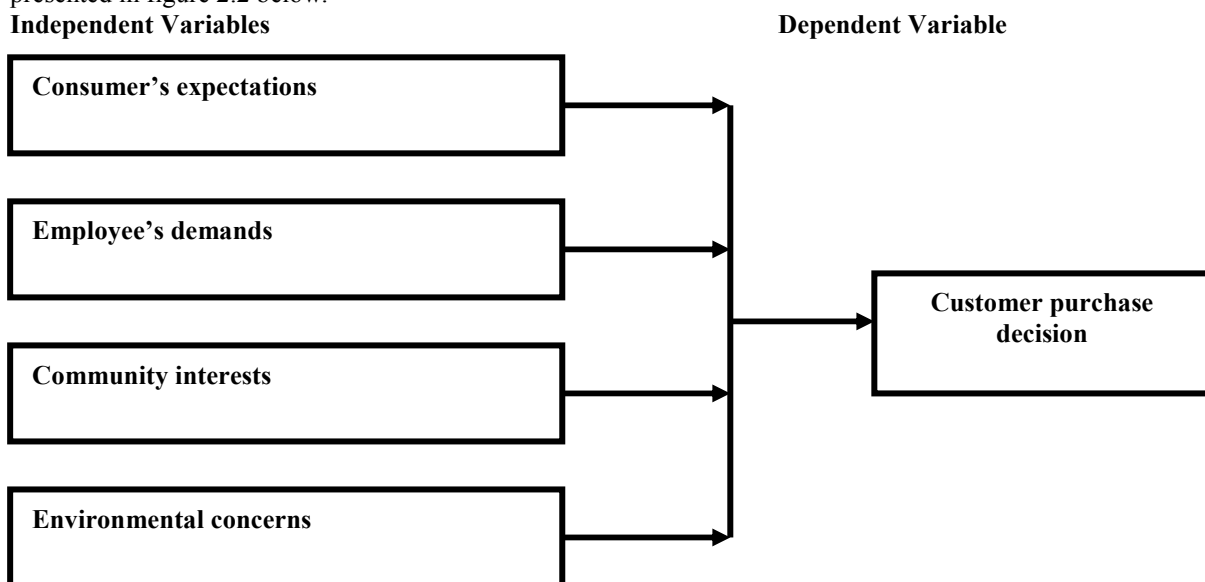 presented in figure 2.2 below.
Independent Variables Dependent Variable
Consumer’s expectations
Employee’s demands
Customer purchase
decision
Community interests
Environmental concerns